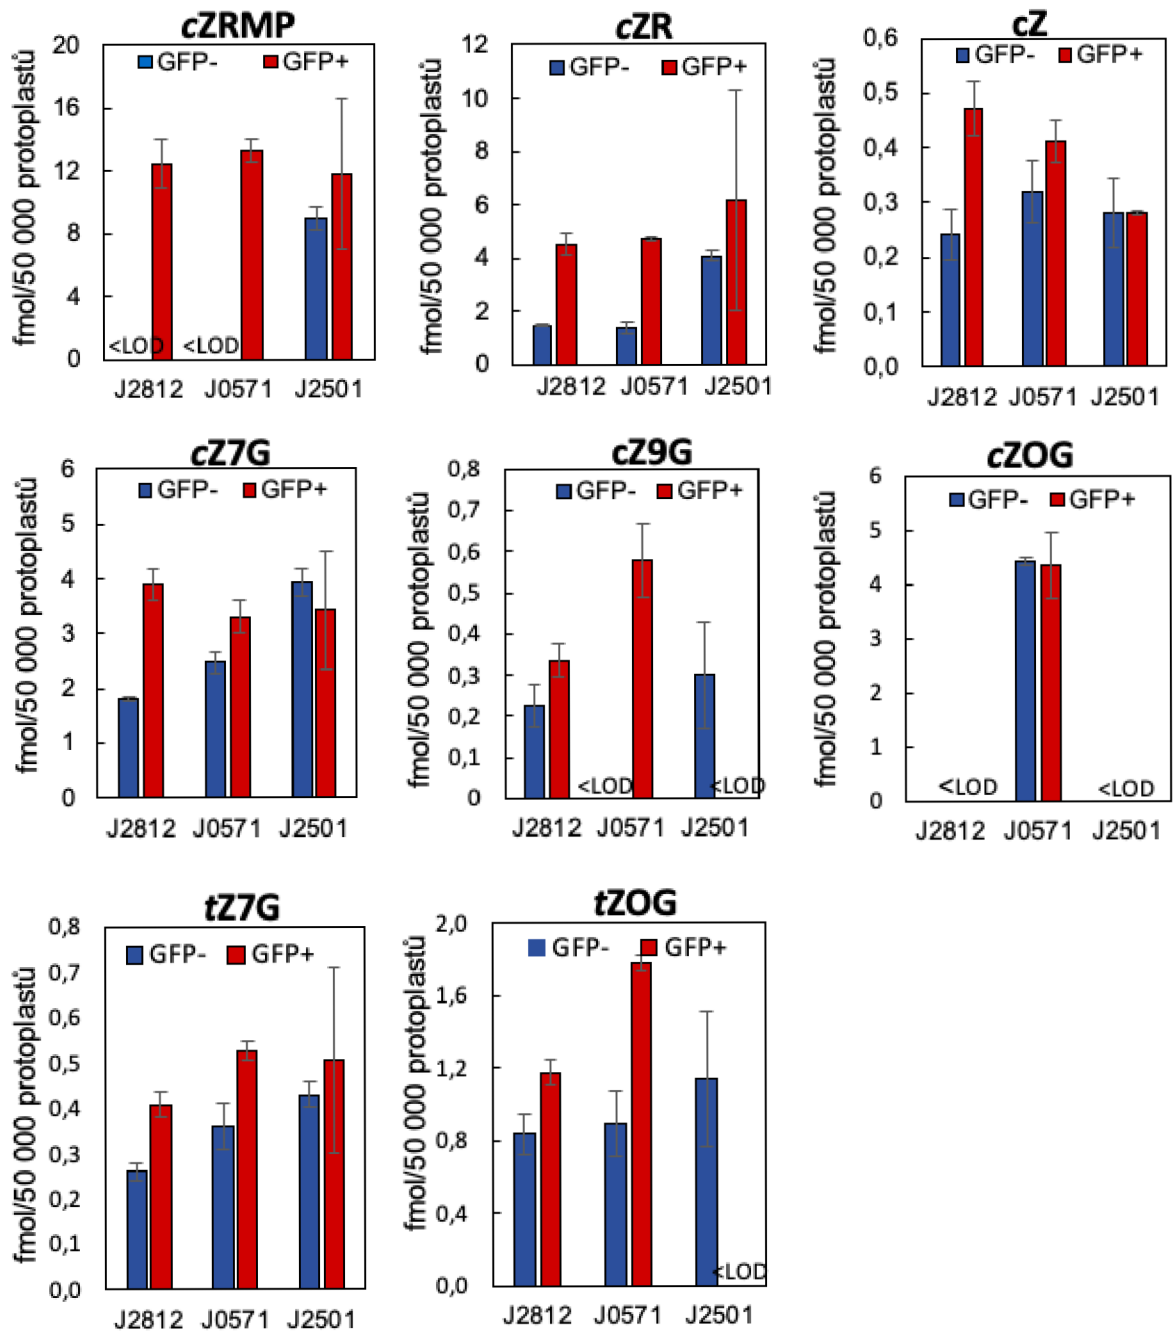 cZRMP
fmol/50 000 protoplastů
20
16
12
8
4
0
GFP- GFP+
<LOD <LOD
J2812 J0571 J2501
cZR
fmol/50 000 protoplastů
12
10
8
6
4
2
0
GFP- GFP+
J2812 J0571 J2501
cZ
fmol/50 000 protoplastů
0,6
0,5
0,4
0,3
0,2
0,1
0,0
GFP- GFP+
J2812 J0571 J2501
cZ7G
fmol/50 000 protoplastů
6
5
4
3
2
1
0
GFP- GFP+
J2812 J0571 J2501
cZ9G
fmol/50 000 protoplastů
0,8
0,7
0,6
0,5
0,4
0,3
0,2
0,1
0
GFP- GFP+
<LOD <LOD
J2812 J0571 J2501
cZOG
fmol/50 000 protoplastů
6
5
4
3
2
1
0
GFP- GFP+
<LOD <LOD
J2812 J0571 J2501
tZ7G
fmol/50 000 protoplastů
0,8
0,7
0,6
0,5
0,4
0,3
0,2
0,1
0,0
GFP- GFP+
J2812 J0571 J2501
tZOG
fmol/50 000 protoplastů
2,0
1,6
1,2
0,8
0,4
0,0
GFP- GFP+
<LOD
J2812 J0571 J2501